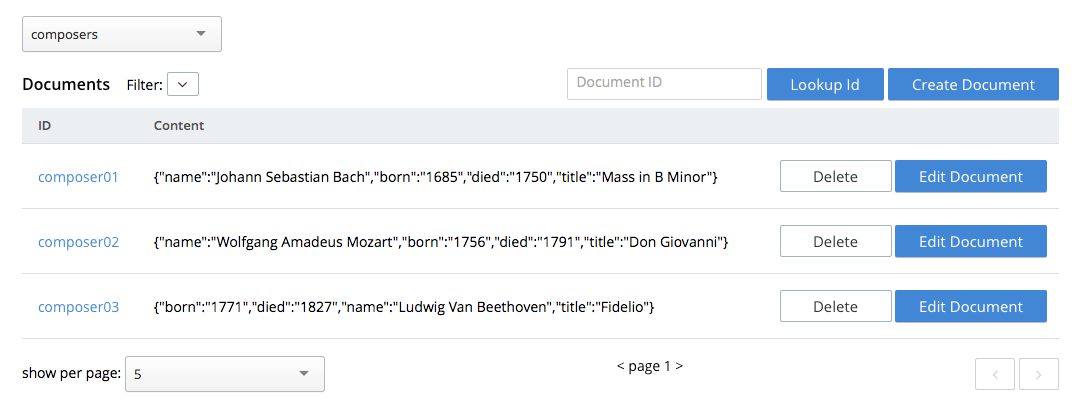 composers
Documents Filter: Document ID Lookup Id Create Document
ID Content
composer01 {"name":"Johann Sebastian Bach","born":"1685","died":"1750","title":"Mass in B Minor"} Delete Edit Document
composer02 {"name":"Wolfgang Amadeus Mozart","born":"1756","died":"1791","title":"Don Giovanni"} Delete Edit Document
composer03 {"born":"1771","died":"1827","name":"Ludwig Van Beethoven","title":"Fidelio"} Delete Edit Document
show per page: 5 < page 1 > < >